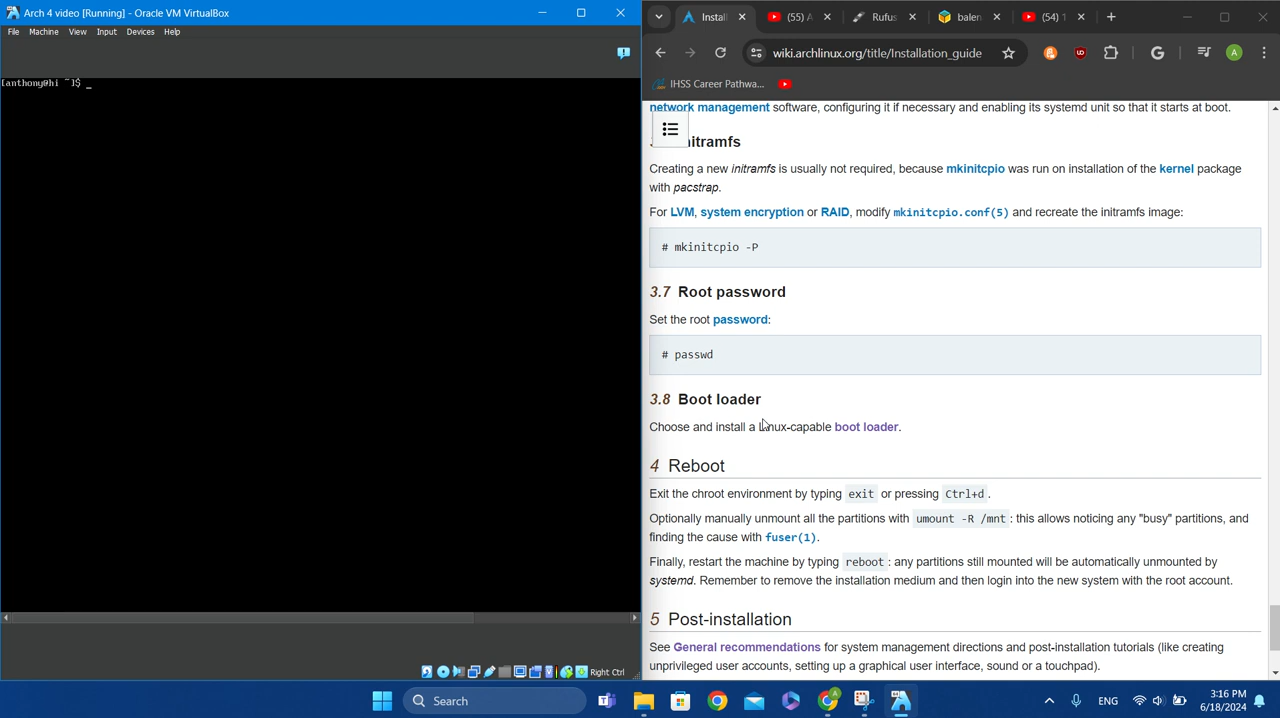 Arch 4 video [Running] - Oracle VM VirtualBox
File Machine View Input Devices Help
[anthony@hi ~]$ _
Right Ctrl
Install
(55) A
Rufus
balen
(54) 1
wiki.archlinux.org/title/Installation_guide
A
IHSS Career Pathwa...
network management software, configuring it if necessary and enabling its systemd unit so that it starts at boot.
nitramfs
Creating a new initramfs is usually not required, because mkinitcpio was run on installation of the kernel package
with pacstrap.
For LVM, system encryption or RAID, modify mkinitcpio.conf(5) and recreate the initramfs image:
# mkinitcpio -P
3.7 Root password
Set the root password:
# passwd
3.8 Boot loader
Choose and install a Linux-capable boot loader.
4 Reboot
Exit the chroot environment by typing exit or pressing Ctrl+d.
Optionally manually unmount all the partitions with umount -R /mnt: this allows noticing any "busy" partitions, and
finding the cause with fuser(1).
Finally, restart the machine by typing reboot: any partitions still mounted will be automatically unmounted by
systemd. Remember to remove the installation medium and then login into the new system with the root account.
5 Post-installation
See General recommendations for system management directions and post-installation tutorials (like creating
unprivileged user accounts, setting up a graphical user interface, sound or a touchpad).
Search
ENG
3:16 PM
6/18/2024